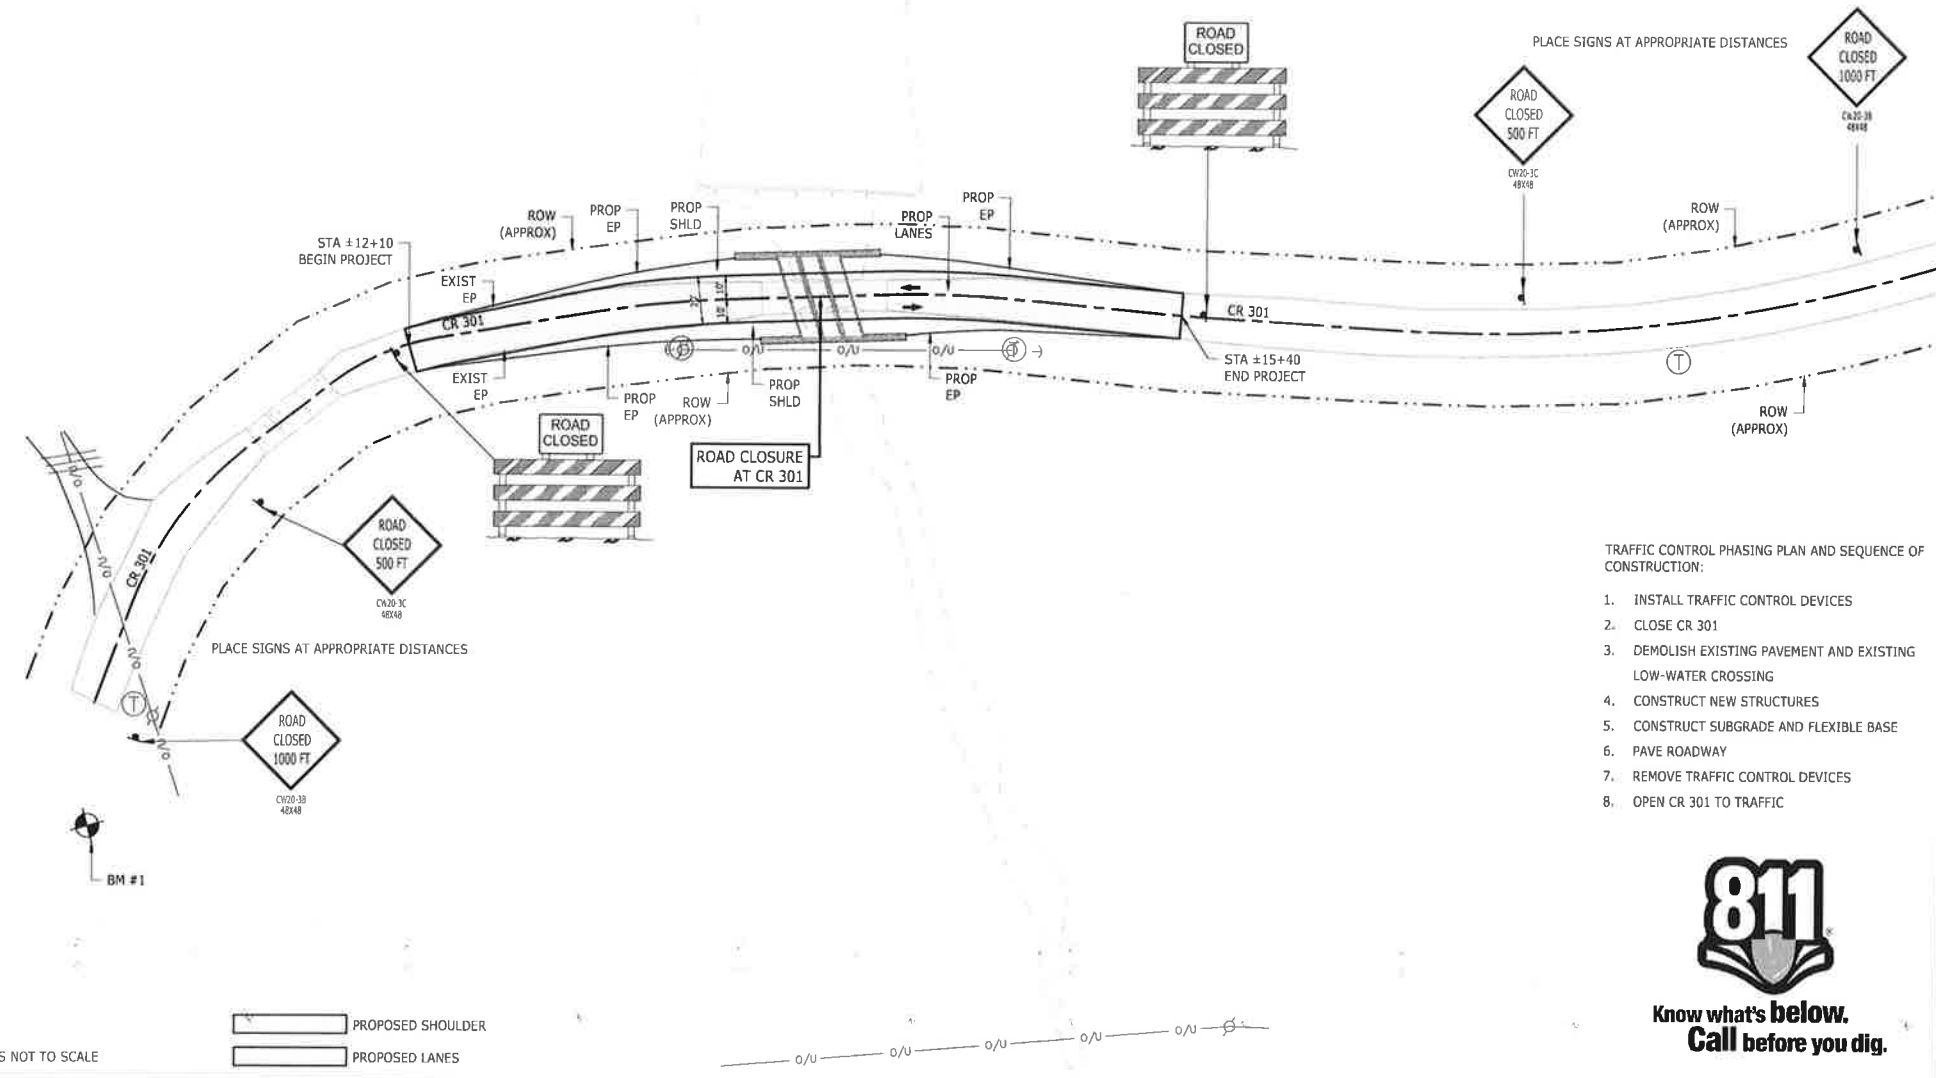 ROAD
CLOSED
PLACE SIGNS AT APPROPRIATE DISTANCES
ROAD
CLOSED
1000 FT
CW20-3B
48X48
ROAD
CLOSED
500 FT
CW20-3C
48X48
ROW
(APPROX)
PROP
EP
PROP
SHLD
PROP
LANES
PROP
EP
ROW
(APPROX)
STA ±12+10
BEGIN PROJECT
EXIST
EP
CR 301
20'
10'
10'
CR 301
O/U
O/U
O/U
STA ±15+40
END PROJECT
T
EXIST
EP
PROP
EP
ROW
(APPROX)
PROP
SHLD
PROP
EP
ROW
(APPROX)
ROAD
CLOSED
ROAD CLOSURE
AT CR 301
O/U
O/U
CR 301
ROAD
CLOSED
500 FT
CW20-3C
48X48
PLACE SIGNS AT APPROPRIATE DISTANCES
O/U
T
O/U
ROAD
CLOSED
1000 FT
CW20-3B
48X48
BM #1
TRAFFIC CONTROL PHASING PLAN AND SEQUENCE OF
CONSTRUCTION:
1. INSTALL TRAFFIC CONTROL DEVICES
2. CLOSE CR 301
3. DEMOLISH EXISTING PAVEMENT AND EXISTING
LOW-WATER CROSSING
4. CONSTRUCT NEW STRUCTURES
5. CONSTRUCT SUBGRADE AND FLEXIBLE BASE
6. PAVE ROADWAY
7. REMOVE TRAFFIC CONTROL DEVICES
8. OPEN CR 301 TO TRAFFIC
811®
Know what's below.
Call before you dig.
PROPOSED SHOULDER
PROPOSED LANES
S NOT TO SCALE
O/U
O/U
O/U
O/U
O/U